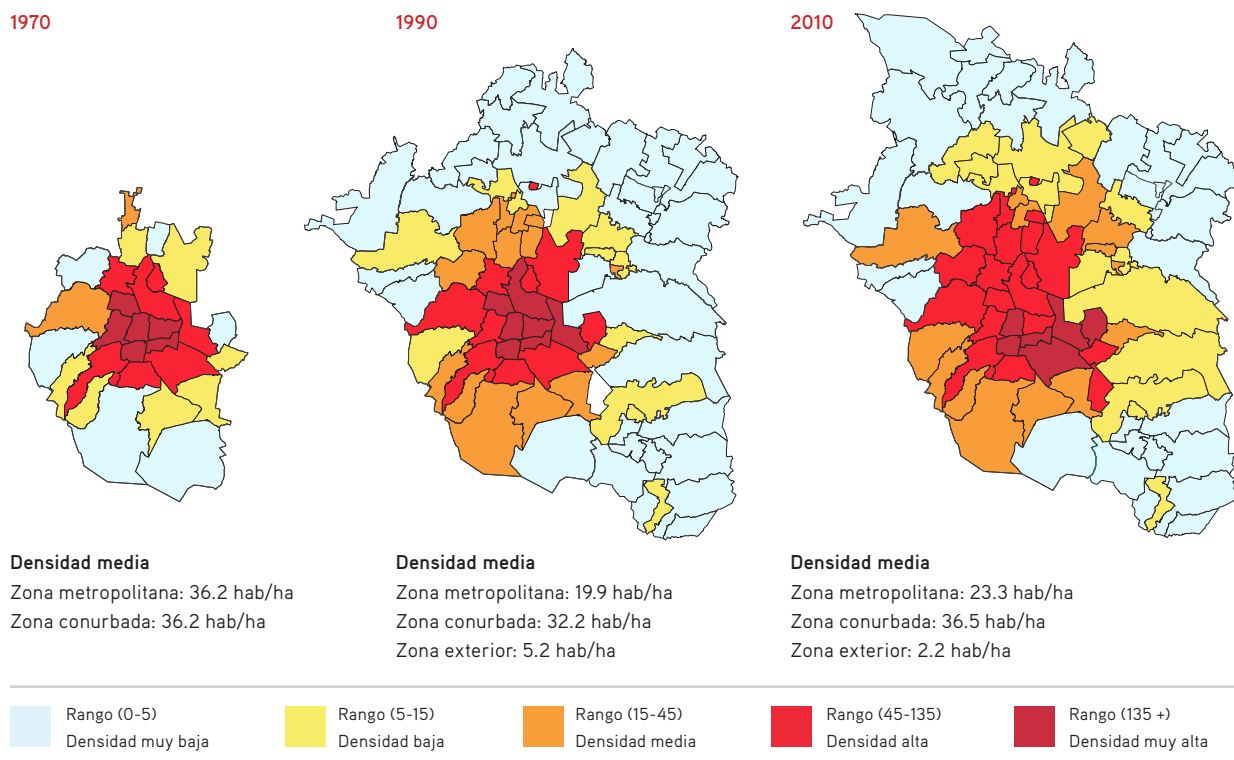 1970
1990
2010
Densidad media
Zona metropolitana: 36.2 hab/ha
Zona conurbada: 36.2 hab/ha
Densidad media
Zona metropolitana: 19.9 hab/ha
Zona conurbada: 32.2 hab/ha
Zona exterior: 5.2 hab/ha
Densidad media
Zona metropolitana: 23.3 hab/ha
Zona conurbada: 36.5 hab/ha
Zona exterior: 2.2 hab/ha
Rango (0-5)
Densidad muy baja
Rango (5-15)
Densidad baja
Rango (15-45)
Densidad media
Rango (45-135)
Densidad alta
Rango (135 +)
Densidad muy alta